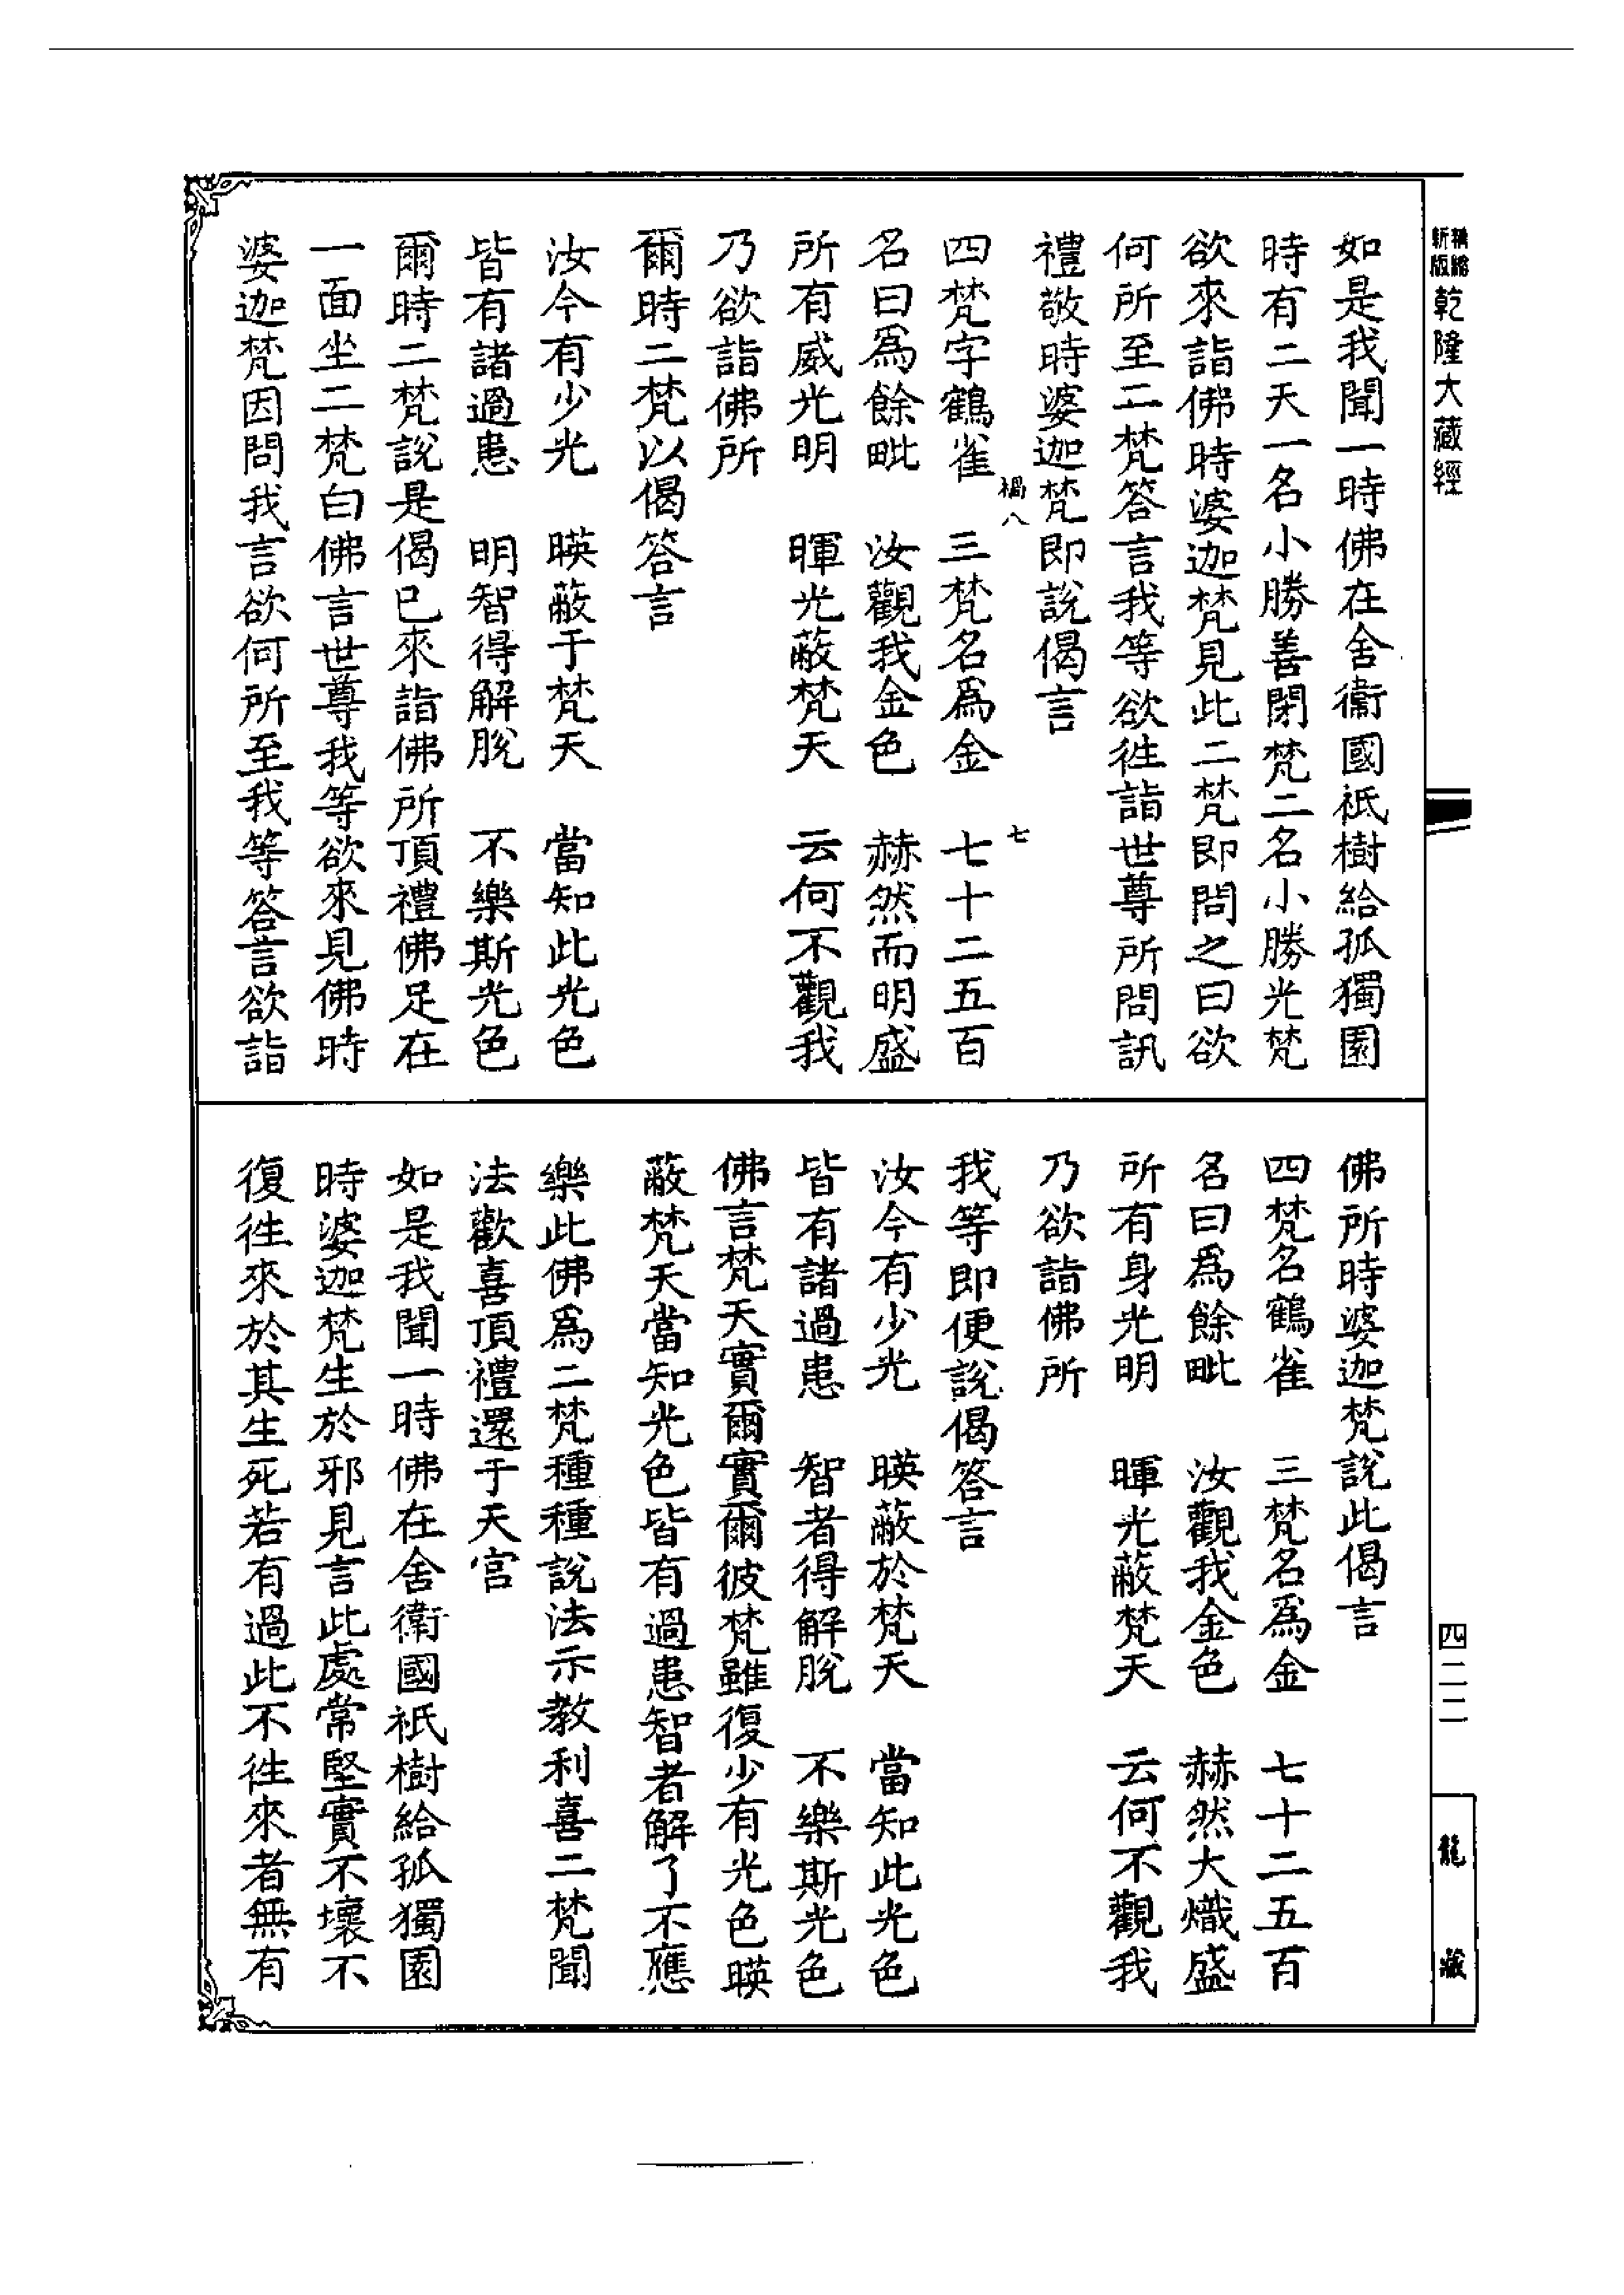 新版精縮乾隆大藏經
如是我聞一時佛在舍衞國祇樹給孤獨園
時有二天一名小勝善閉梵二名小勝光梵
欲來詣佛時婆迦梵見此二梵即問之曰欲
何所至二梵答言我等欲徃詣世尊所問訊
禮敬時婆迦梵即說偈言
禍八 七
四梵字鶴雀 三梵名爲金 七十二五百
名曰爲餘毗 汝觀我金色 赫然而明盛
所有威光明 暉光蔽梵天 云何不觀我
乃欲詣佛所
爾時二梵以偈答言
汝今有少光 暎蔽于梵天 當知此光色
皆有諸過患 明智得解脫 不樂斯光色
爾時二梵說是偈已來詣佛所頂禮佛足在
一面坐二梵白佛言世尊我等欲來見佛時
婆迦梵因問我言欲何所至我等答言欲詣
佛所時婆迦梵說此偈言
四梵名鶴雀 三梵名爲金 七十二五百
名曰爲餘毗 汝觀我金色 赫然大熾盛
所有身光明 暉光蔽梵天 云何不觀我
乃欲詣佛所
我等即便說偈答言
汝今有少光 暎蔽於梵天 當知此光色
皆有諸過患 智者得解脫 不樂斯光色
佛言梵天實爾實爾彼梵雖復少有光色暎
蔽梵天當知光色皆有過患智者解了不應
樂此佛爲二梵種種說法示教利喜二梵聞
法歡喜頂禮還于天宮
如是我聞一時佛在舍衛國祇樹給孤獨園
時婆迦梵生於邪見言此處常堅實不壞不
復徃來於其生死若有過此不徃來者無有
四二二
龍藏